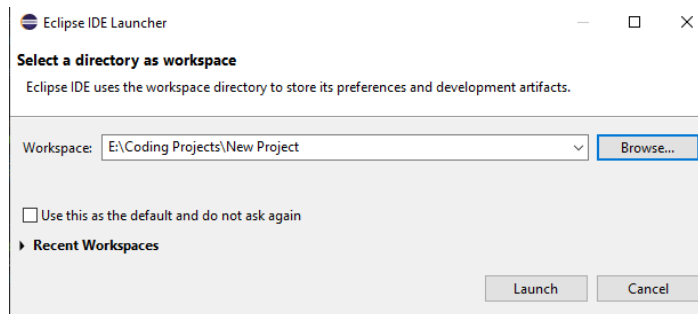 Eclipse IDE Launcher
Select a directory as workspace
Eclipse IDE uses the workspace directory to store its preferences and development artifacts.
Workspace: E:\Coding Projects\New Project Browse...
Use this as the default and do not ask again
Recent Workspaces
Launch Cancel